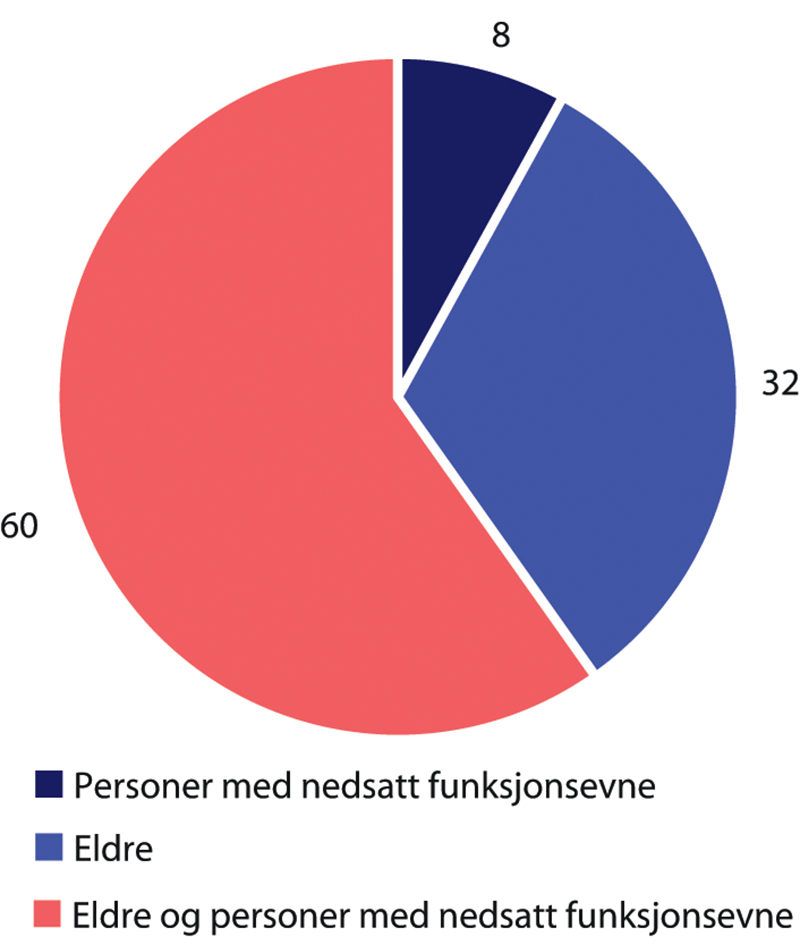 8
32
60
Personer med nedsatt funksjonsevne
Eldre
Eldre og personer med nedsatt funksjonsevne